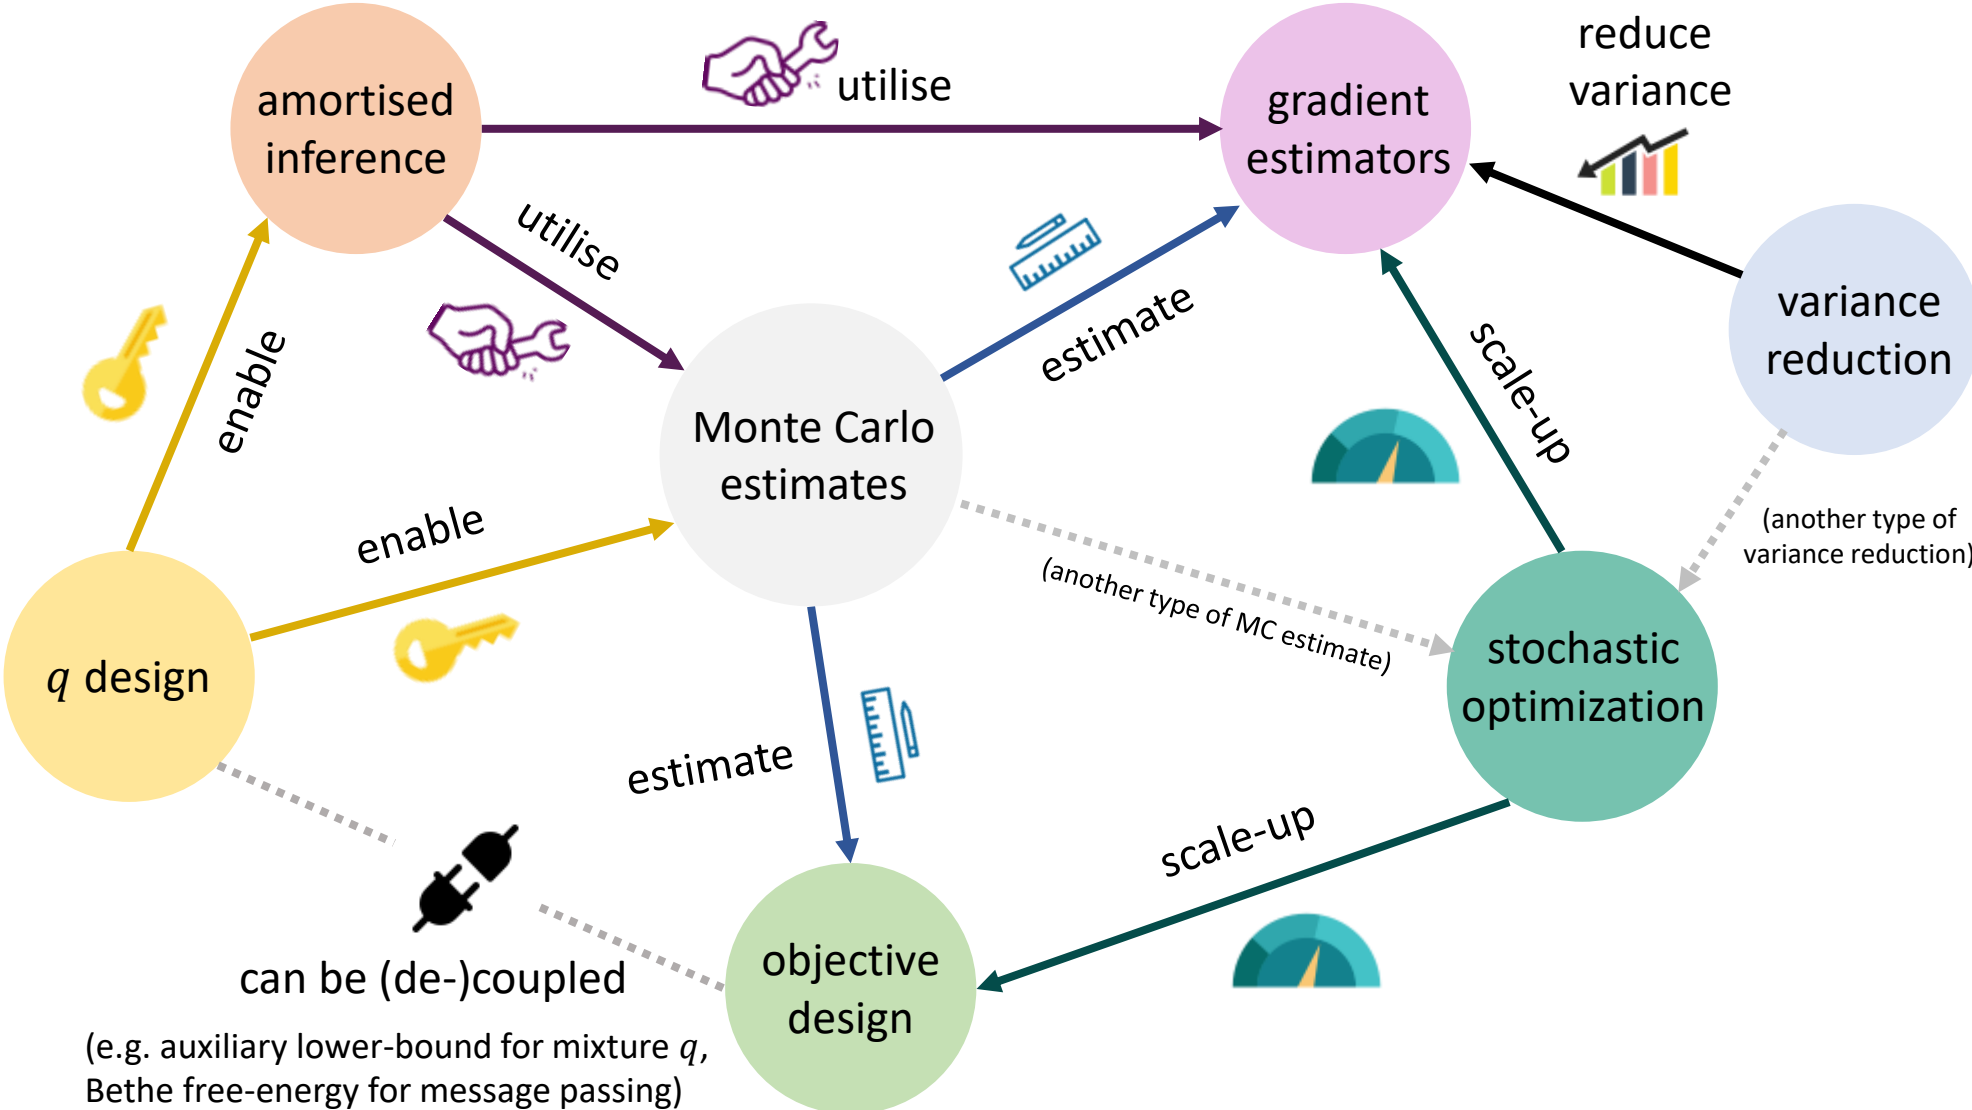 amortised
inference
utilise
gradient
estimators
reduce
variance
utilise
estimate
enable
scale-up
variance
reduction
Monte Carlo
estimates
enable
(another type of
variance reduction)
(another type of MC estimate)
q design
stochastic
optimization
estimate
scale-up
can be (de-)coupled
(e.g. auxiliary lower-bound for mixture q,
Bethe free-energy for message passing)
objective
design